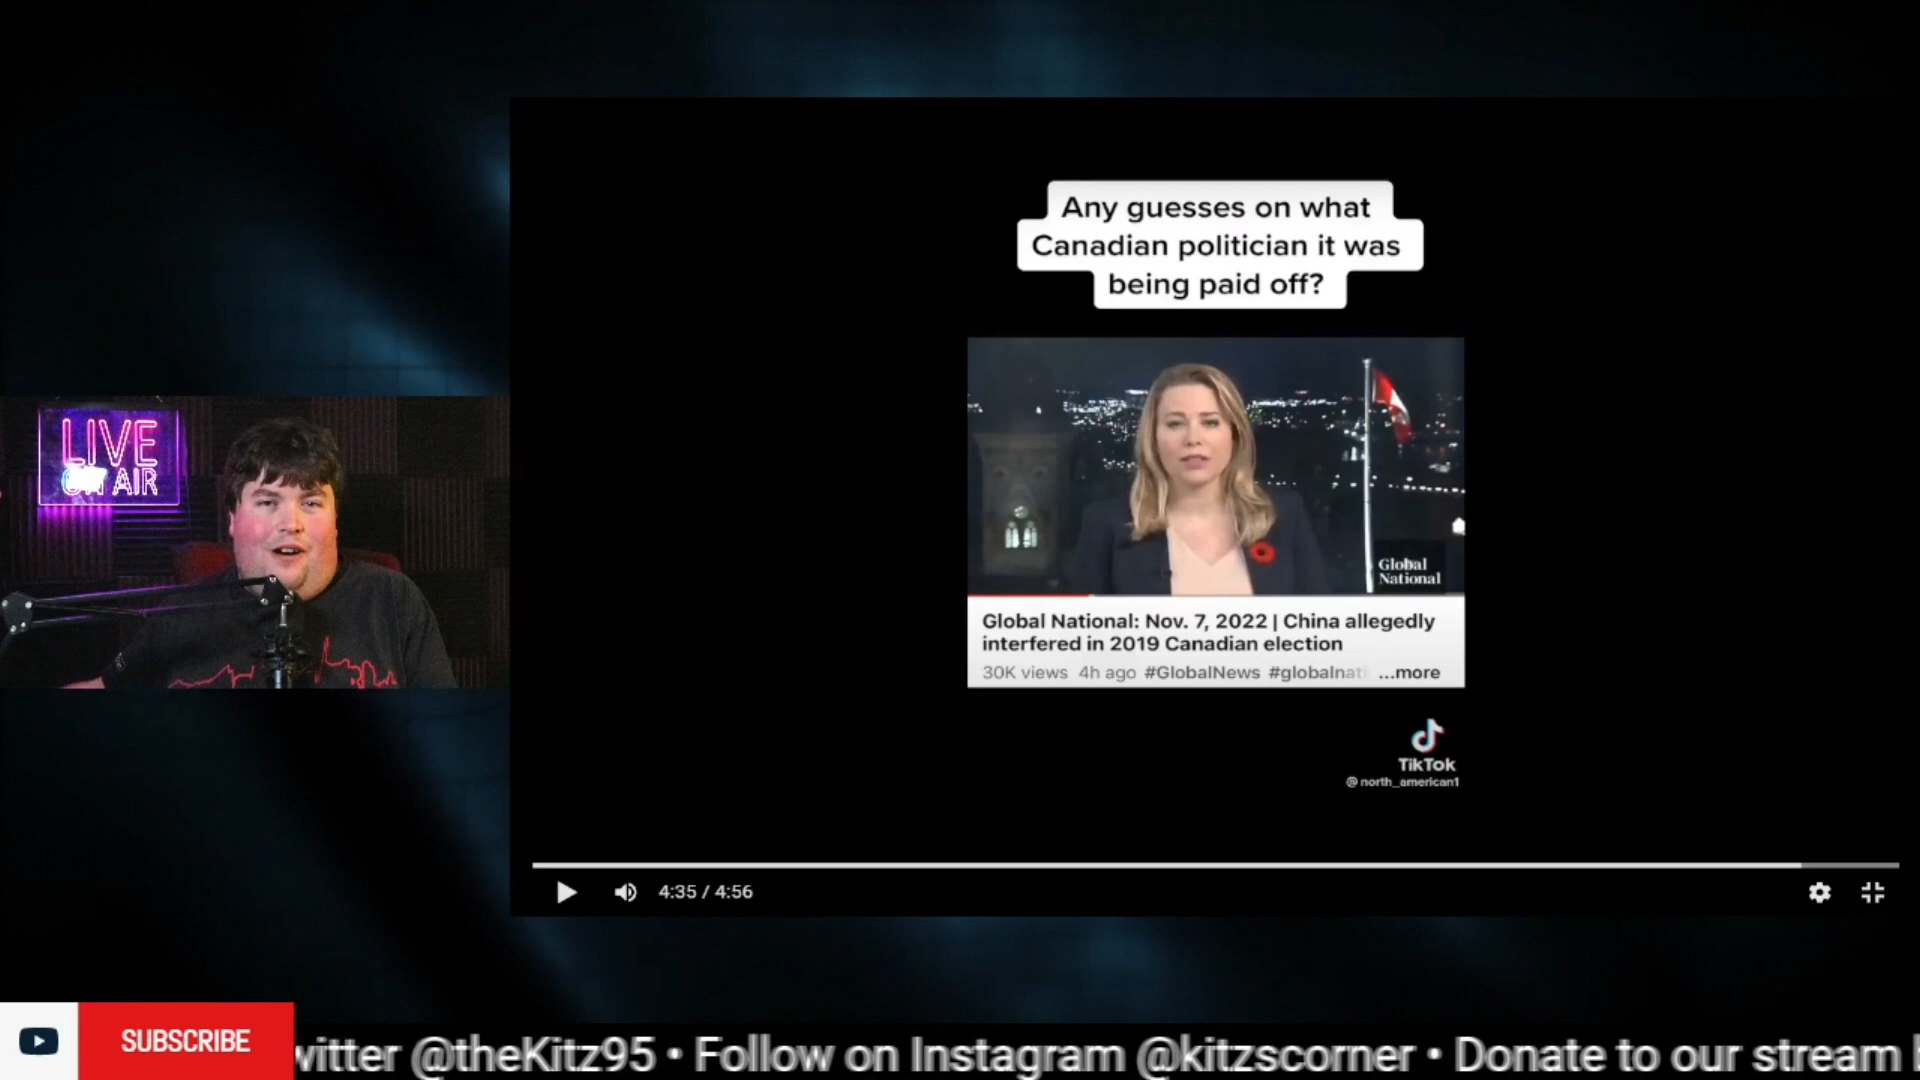 Any guesses on what
Canadian politician it was
being paid off?
LIVE
ON AIR
Global
National
Global National: Nov. 7, 2022 | China allegedly
interfered in 2019 Canadian election
30K views 4h ago #GlobalNews #globalnati ...more
TikTok
@north_american1
4:35 / 4:56
SUBSCRIBE
witter @theKitz95 • Follow on Instagram @kitzscorner • Donate to our stream